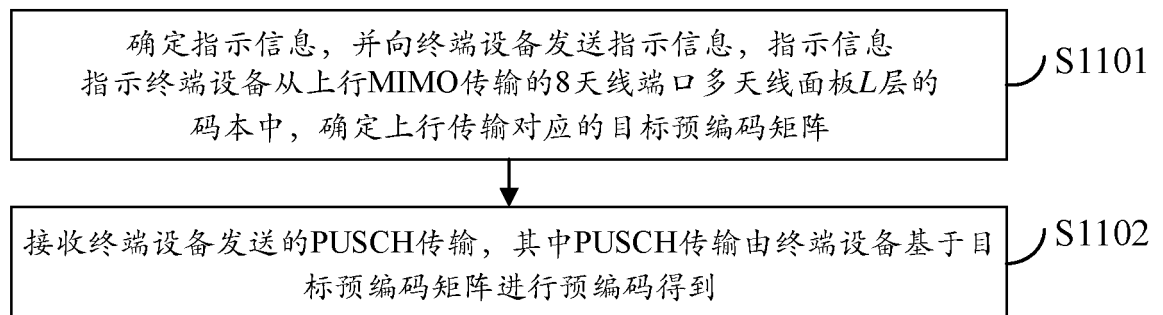 确定指示信息，并向终端设备发送指示信息，指示信息
指示终端设备从上行MIMO传输的8天线端口多天线面板L层的
码本中，确定上行传输对应的目标预编码矩阵
S1101
接收终端设备发送的PUSCH传输，其中PUSCH传输由终端设备基于目
标预编码矩阵进行预编码得到
S1102